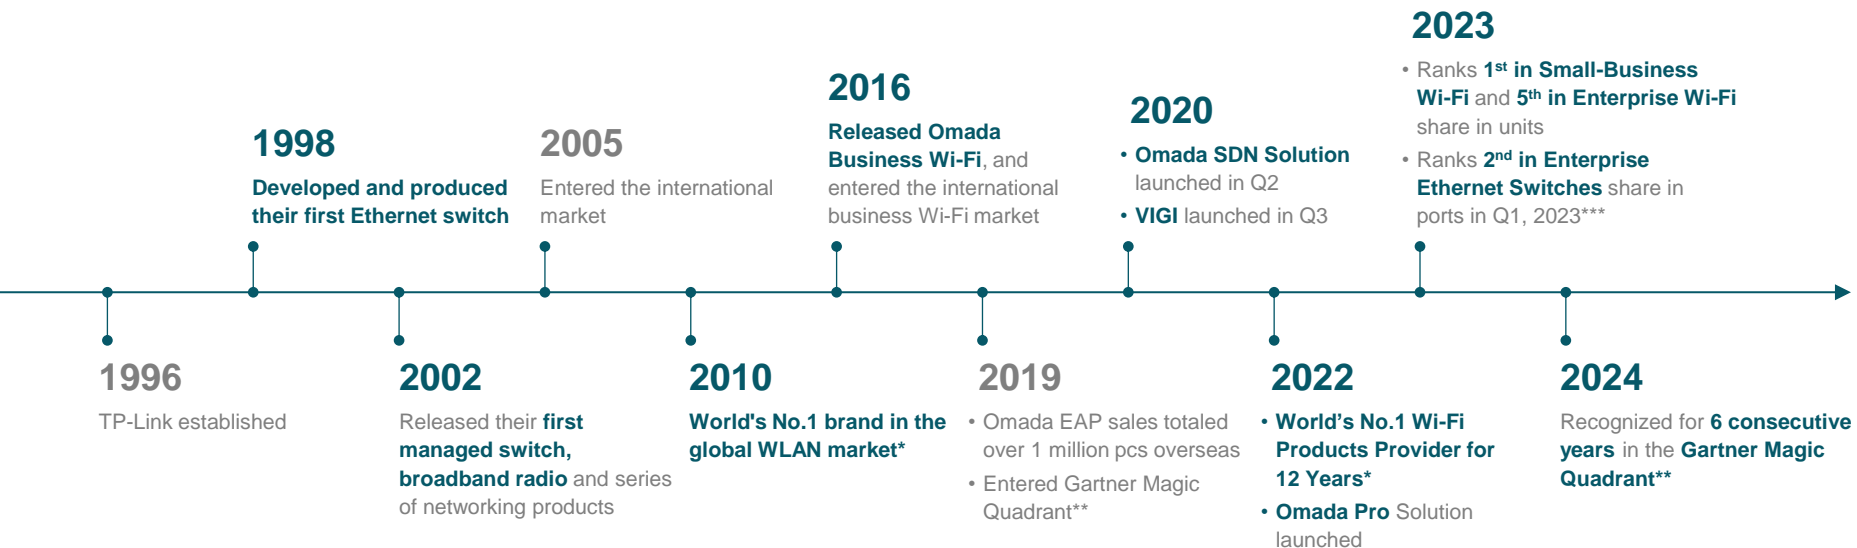 1996
TP-Link established
1998
Developed and produced
their first Ethernet switch
2002
Released their first
managed switch,
broadband radio and series
of networking products
2005
Entered the international
market
2010
World's No.1 brand in the
global WLAN market*
2016
Released Omada
Business Wi-Fi, and
entered the international
business Wi-Fi market
2019
• Omada EAP sales totaled
over 1 million pcs overseas
• Entered Gartner Magic
Quadrant**
2020
• Omada SDN Solution
launched in Q2
• VIGI launched in Q3
2022
• World’s No.1 Wi-Fi
Products Provider for
12 Years*
• Omada Pro Solution
launched
2023
• Ranks 1st in Small-Business
Wi-Fi and 5th in Enterprise Wi-Fi
share in units
• Ranks 2nd in Enterprise
Ethernet Switches share in
ports in Q1, 2023***
2024
Recognized for 6 consecutive
years in the Gartner Magic
Quadrant**